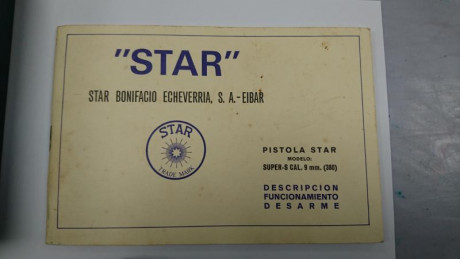 "STAR"
STAR BONIFACIO ECHEVERRIA, S. A.-EIBAR
STAR
TRADE MARK
PISTOLA STAR
MODELO:
SUPER-S CAL. 9 mm. (380)
DESCRIPCION
FUNCIONAMIENTO
DESARME